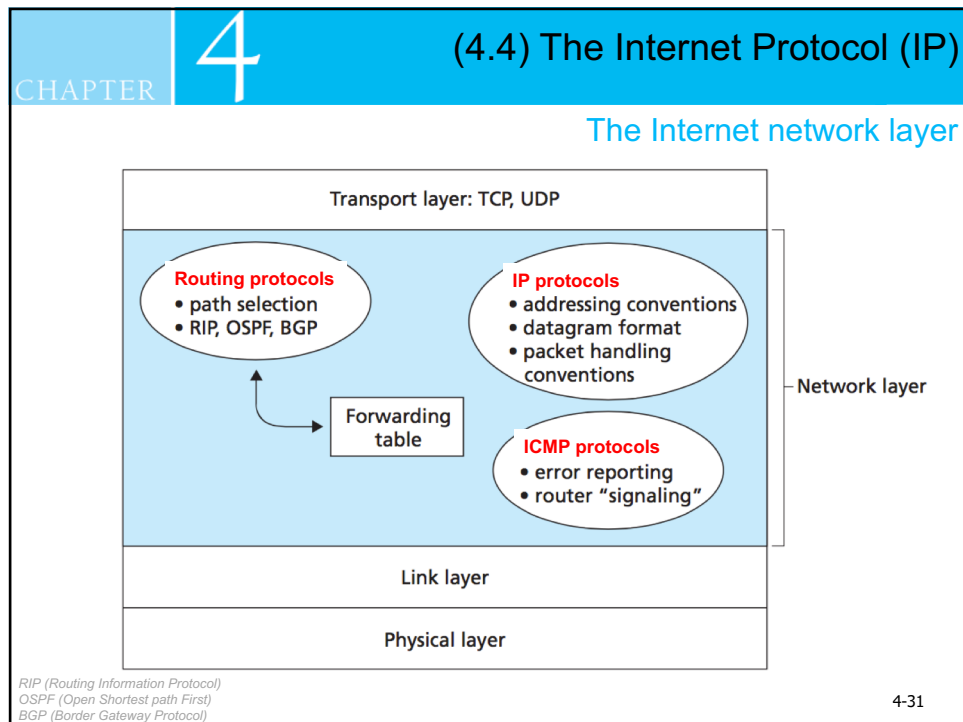 CHAPTER 4
(4.4) The Internet Protocol (IP)
The Internet network layer
Transport layer: TCP, UDP
Routing protocols
• path selection
• RIP, OSPF, BGP
IP protocols
• addressing conventions
• datagram format
• packet handling
conventions
Network layer
Forwarding
table
ICMP protocols
• error reporting
• router “signaling”
Link layer
Physical layer
RIP (Routing Information Protocol)
OSPF (Open Shortest path First)
BGP (Border Gateway Protocol)
4-31